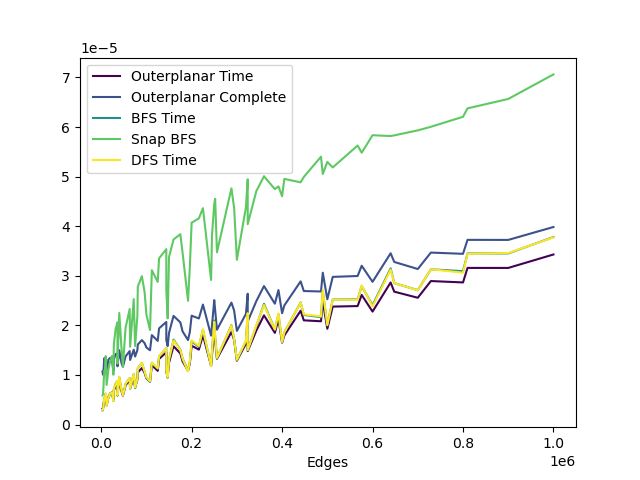 1e−5
7
6
5
4
3
2
1
0
Outerplanar Time
Outerplanar Complete
BFS Time
Snap BFS
DFS Time
0.0 0.2 0.4 0.6 0.8 1.0
Edges
1e6